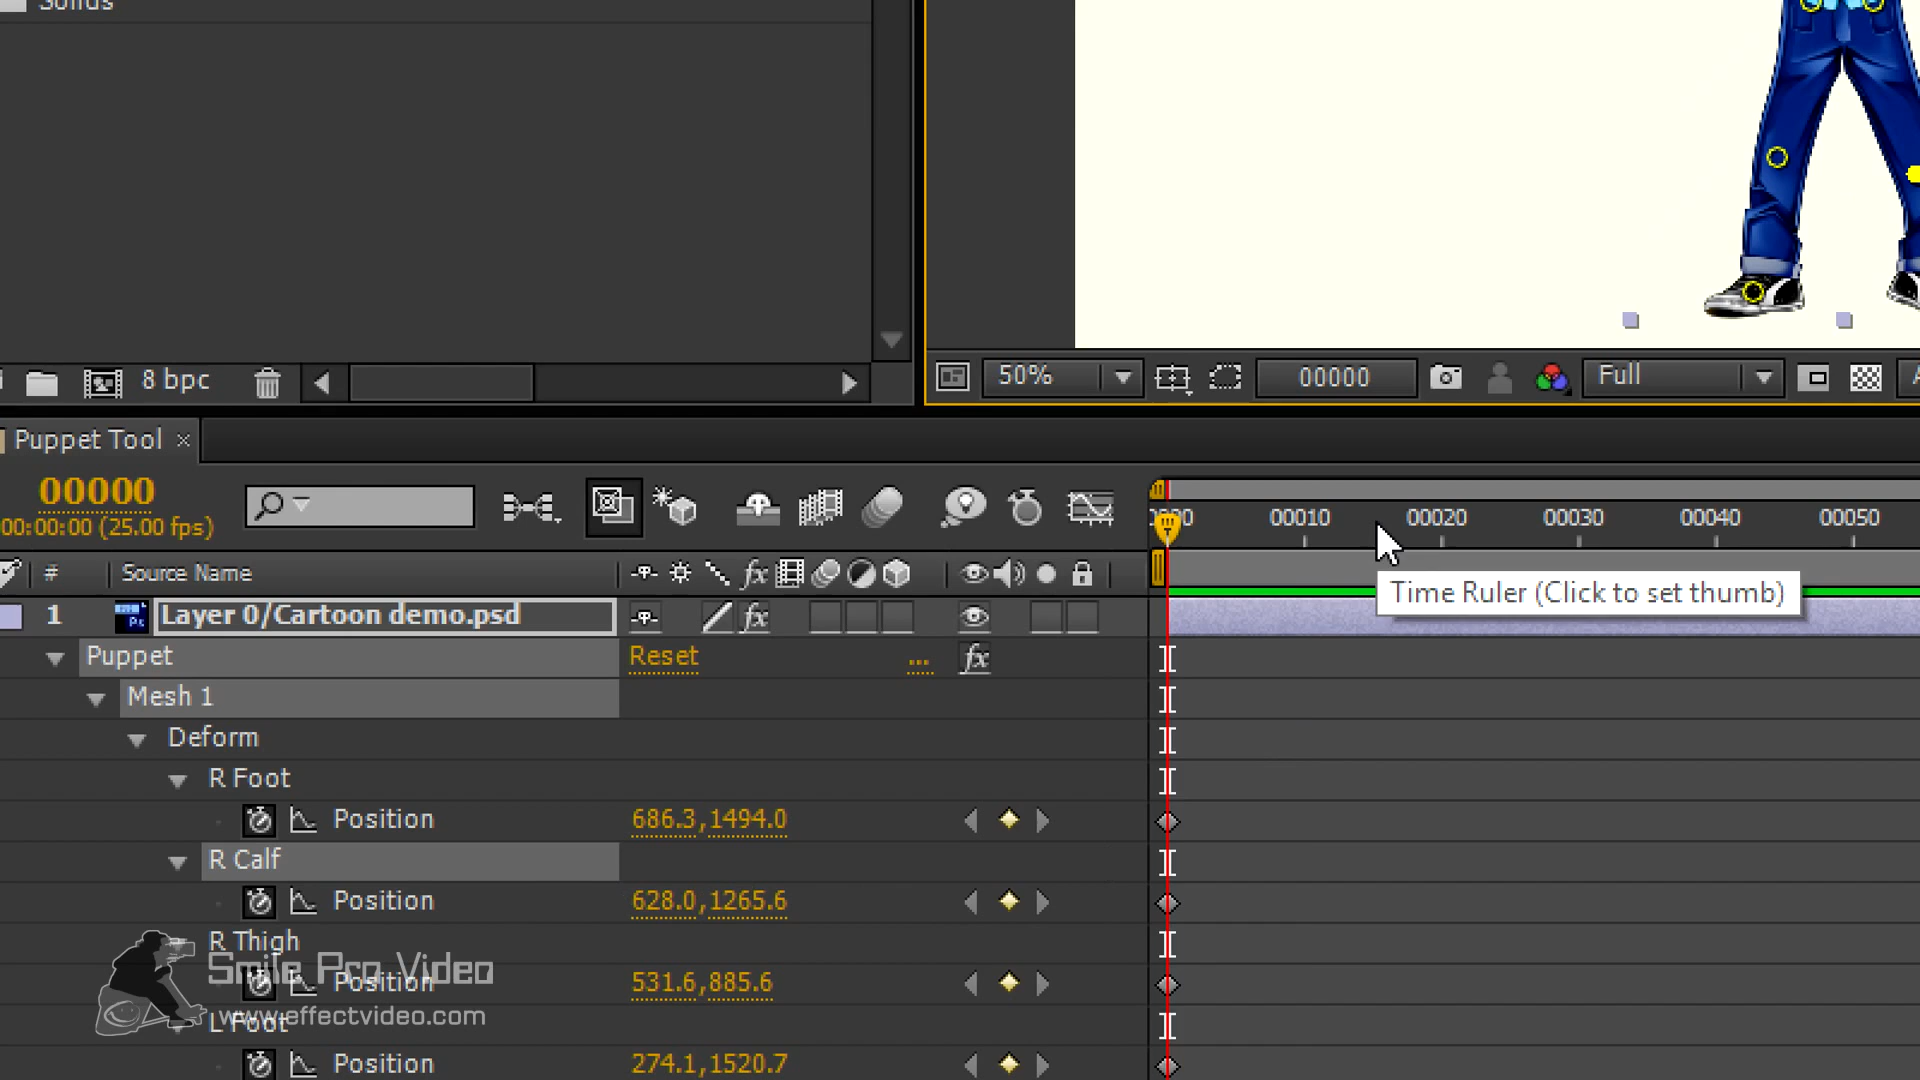 Solids
8 bpc
50%
00000
Full
Puppet Tool
00000
00:00:00 (25.00 fps)
00010 00020 00030 00040 00050
# Source Name
Time Ruler (Click to set thumb)
1 Layer 0/Cartoon demo.psd
Puppet Reset ... fx
Mesh 1
Deform
R Foot
Position 686.3,1494.0
R Calf
Position 628.0,1265.6
R Thigh
Smile Pro Video
Position 531.6,885.6
www.effectvideo.com
L Foot
Position 274.1,1520.7